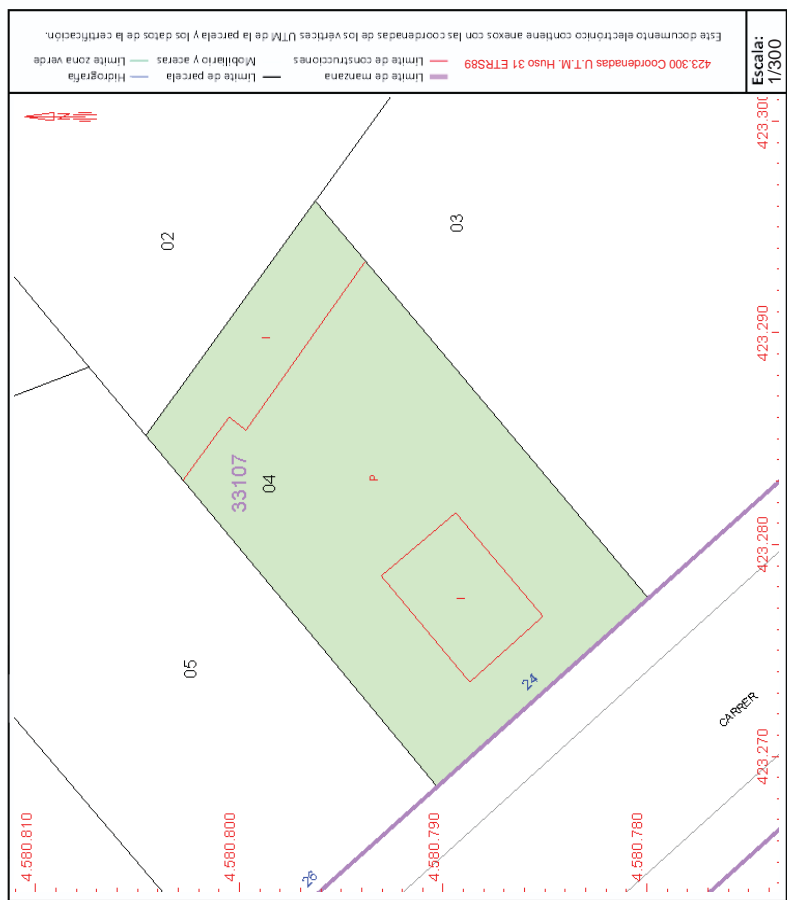 Este documento electrónico contiene anexos con las coordenadas de los vértices UTM de la parcela y los datos de la certificación.
423.300 Coordenadas U.T.M. Huso 31 ETRS89
Límite de manzana
Límite de construcciones
Límite de parcela
Mobiliario y aceras
Hidrografía
Límite zona verde
Escala:
1/300
02
03
I
33107
04
P
I
05
24
26
CARRER
423.300
423.290
423.280
423.270
4.580.810
4.580.800
4.580.790
4.580.780